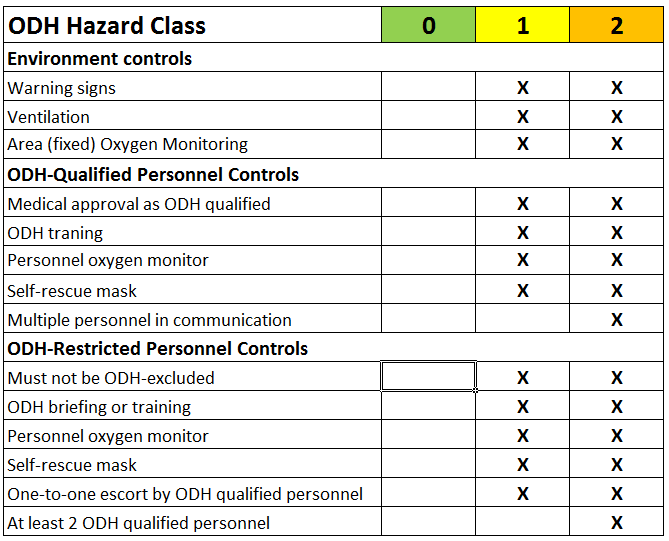 ODH Hazard Class 0 1 2
Environment controls
Warning signs X X
Ventilation X X
Area (fixed) Oxygen Monitoring X X
ODH-Qualified Personnel Controls
Medical approval as ODH qualified X X
ODH traning X X
Personnel oxygen monitor X X
Self-rescue mask X X
Multiple personnel in communication X
ODH-Restricted Personnel Controls
Must not be ODH-excluded X X
ODH briefing or training X X
Personnel oxygen monitor X X
Self-rescue mask X X
One-to-one escort by ODH qualified personnel X X
At least 2 ODH qualified personnel X